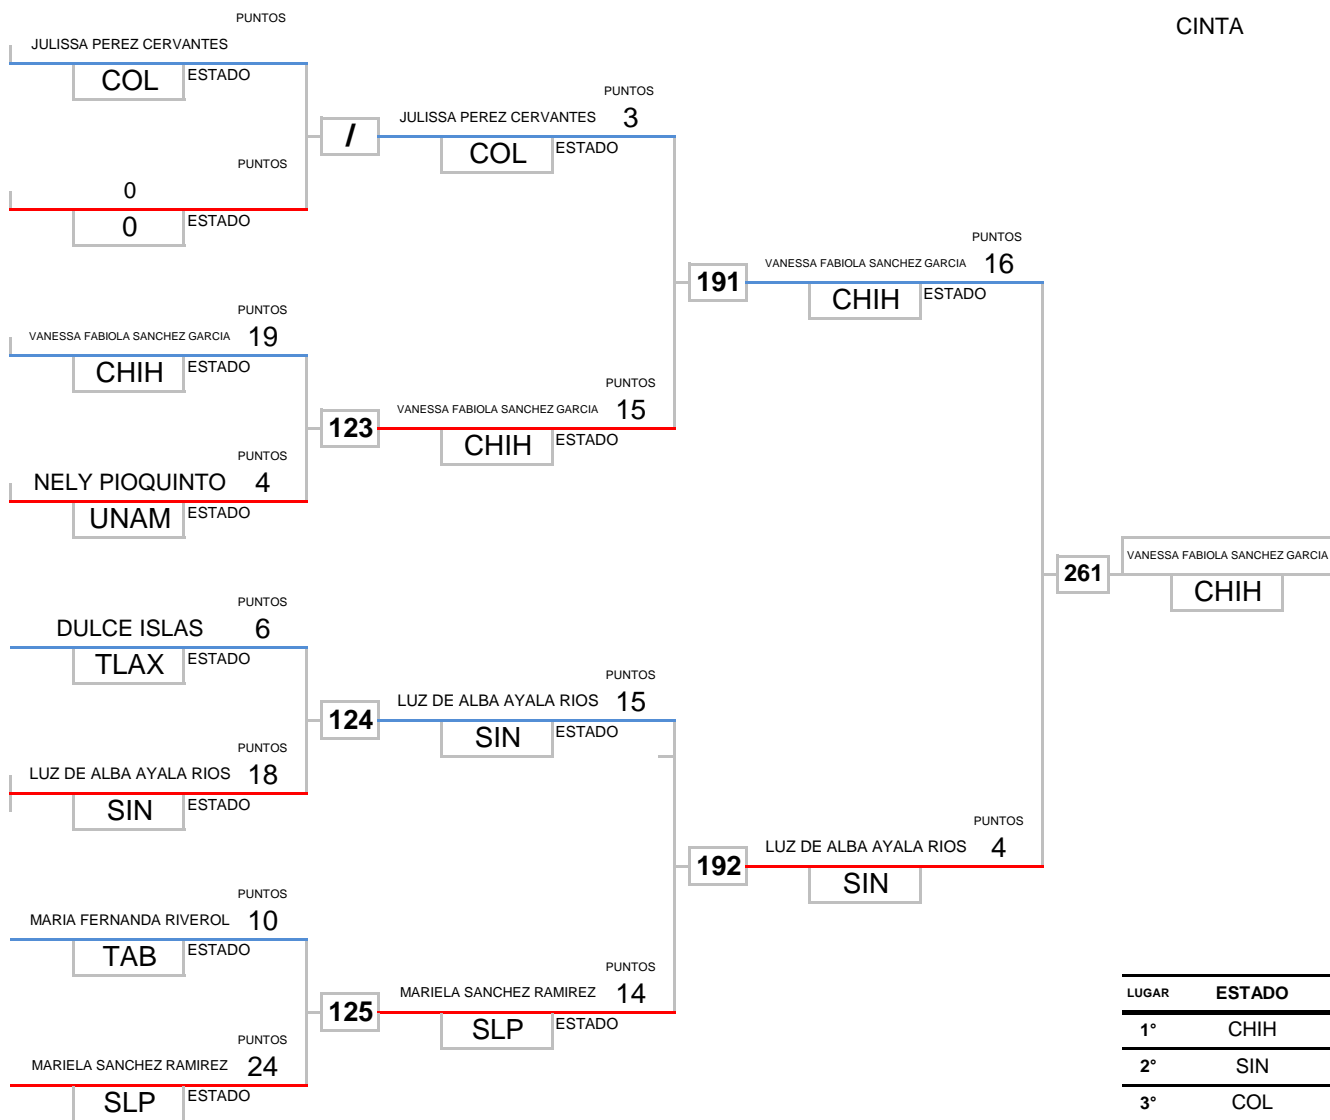 PUNTOS
CINTA
JULISSA PEREZ CERVANTES
COL
ESTADO
PUNTOS
JULISSA PEREZ CERVANTES 3
/
COL
ESTADO
PUNTOS
0
0
ESTADO
PUNTOS
VANESSA FABIOLA SANCHEZ GARCIA 16
191
CHIH
ESTADO
PUNTOS
VANESSA FABIOLA SANCHEZ GARCIA 19
CHIH
ESTADO
PUNTOS
VANESSA FABIOLA SANCHEZ GARCIA 15
123
CHIH
ESTADO
PUNTOS
NELY PIOQUINTO 4
UNAM
ESTADO
VANESSA FABIOLA SANCHEZ GARCIA
261
CHIH
PUNTOS
DULCE ISLAS 6
TLAX
ESTADO
PUNTOS
LUZ DE ALBA AYALA RIOS 15
124
SIN
ESTADO
PUNTOS
LUZ DE ALBA AYALA RIOS 18
SIN
ESTADO
PUNTOS
LUZ DE ALBA AYALA RIOS 4
192
SIN
PUNTOS
MARIA FERNANDA RIVEROL 10
TAB
ESTADO
PUNTOS
MARIELA SANCHEZ RAMIREZ 14
125
SLP
ESTADO
PUNTOS
MARIELA SANCHEZ RAMIREZ 24
SLP
ESTADO
LUGAR ESTADO
1° CHIH
2° SIN
3° COL